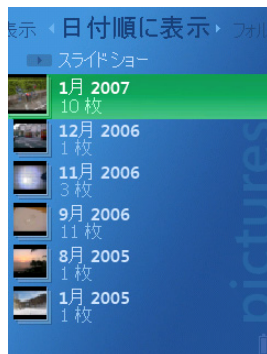 表示 日付順に表示 フォル
スライドショー
1月 2007
10 枚
12月 2006
1 枚
11月 2006
3 枚
9月 2006
11 枚
8月 2005
1 枚
1月 2005
1 枚
pictures